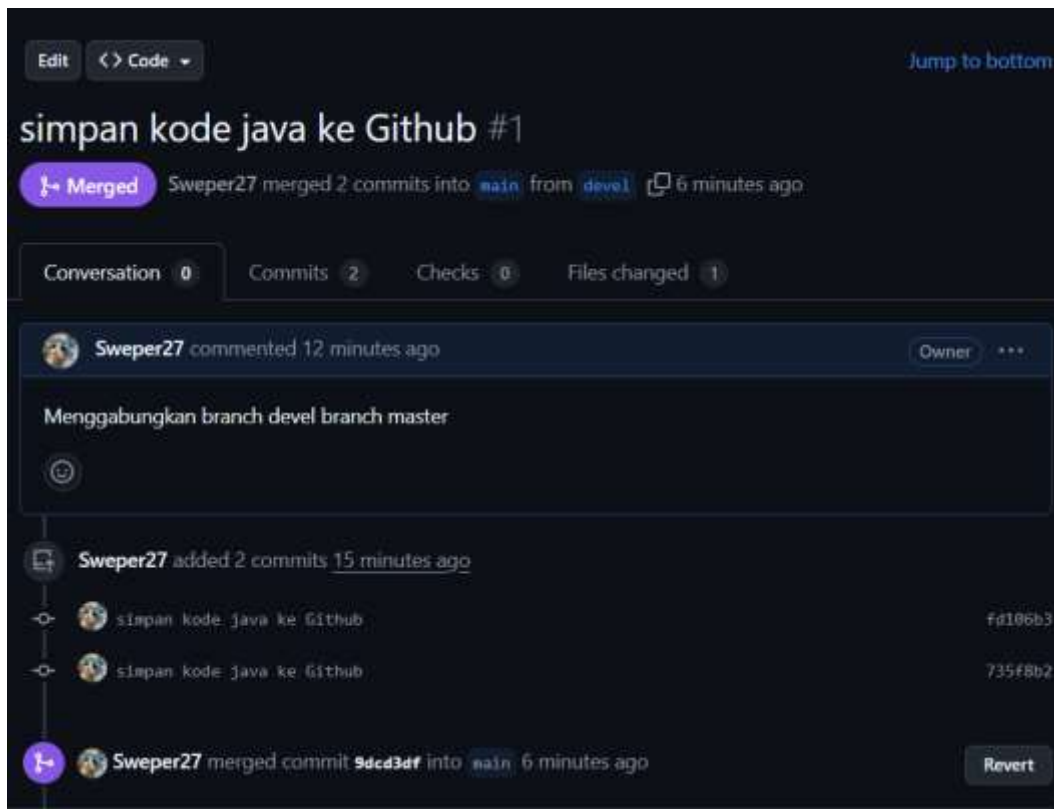 Edit <> Code Jump to bottom
simpan kode java ke Github #1
Merged Sweper27 merged 2 commits into main from devel 6 minutes ago
Conversation 0 Commits 2 Checks 0 Files changed 1
Sweper27 commented 12 minutes ago Owner ...
Menggabungkan branch devel branch master
Sweper27 added 2 commits 15 minutes ago
simpan kode java ke Github fd106b3
simpan kode java ke Github 735f8b2
Sweper27 merged commit 9dcd3df into main 6 minutes ago Revert